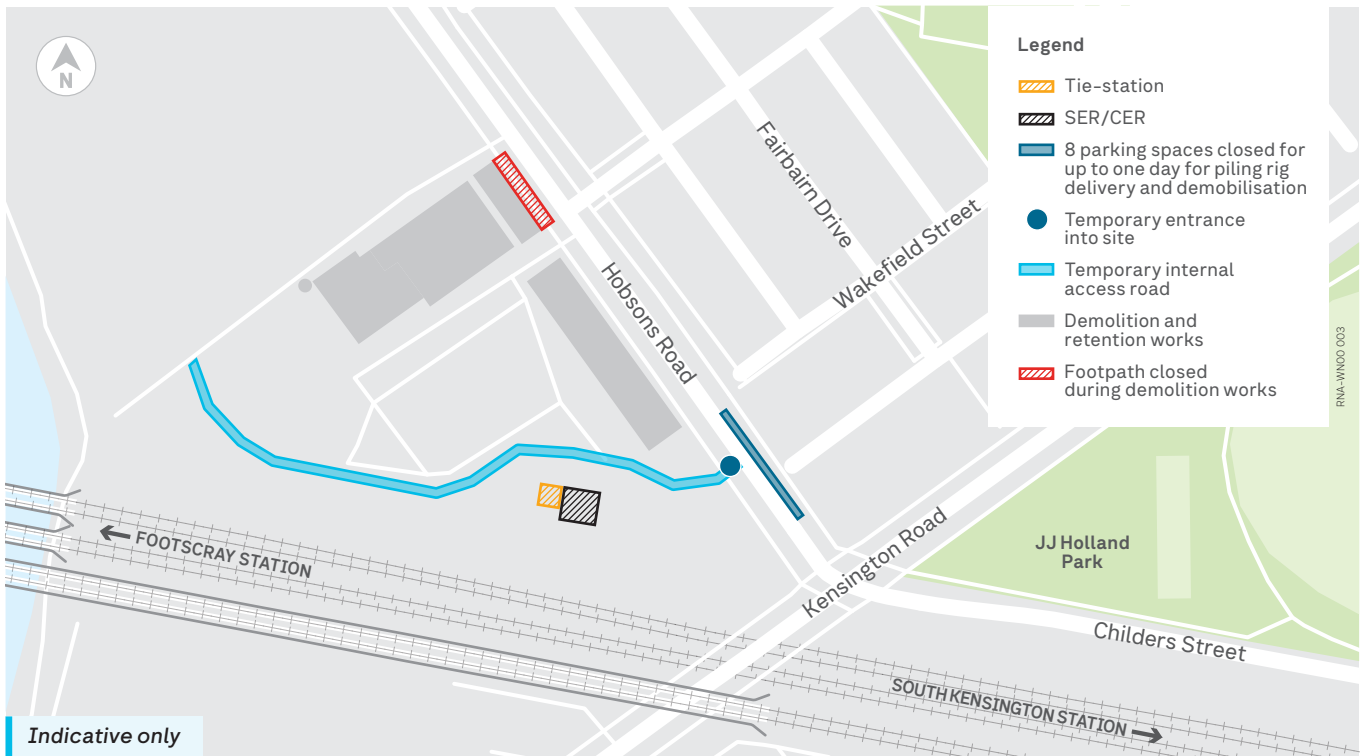 N
Hobsons Road
Fairbairn Drive
Wakefield Street
Kensington Road
Childers Street
JJ Holland
Park
FOOTSCRAY STATION
SOUTH KENSINGTON STATION
Indicative only
Legend
Tie-station
SER/CER
8 parking spaces closed for
up to one day for piling rig
delivery and demobilisation
Temporary entrance
into site
Temporary internal
access road
Demolition and
retention works
Footpath closed
during demolition works
RNA-WN00 003